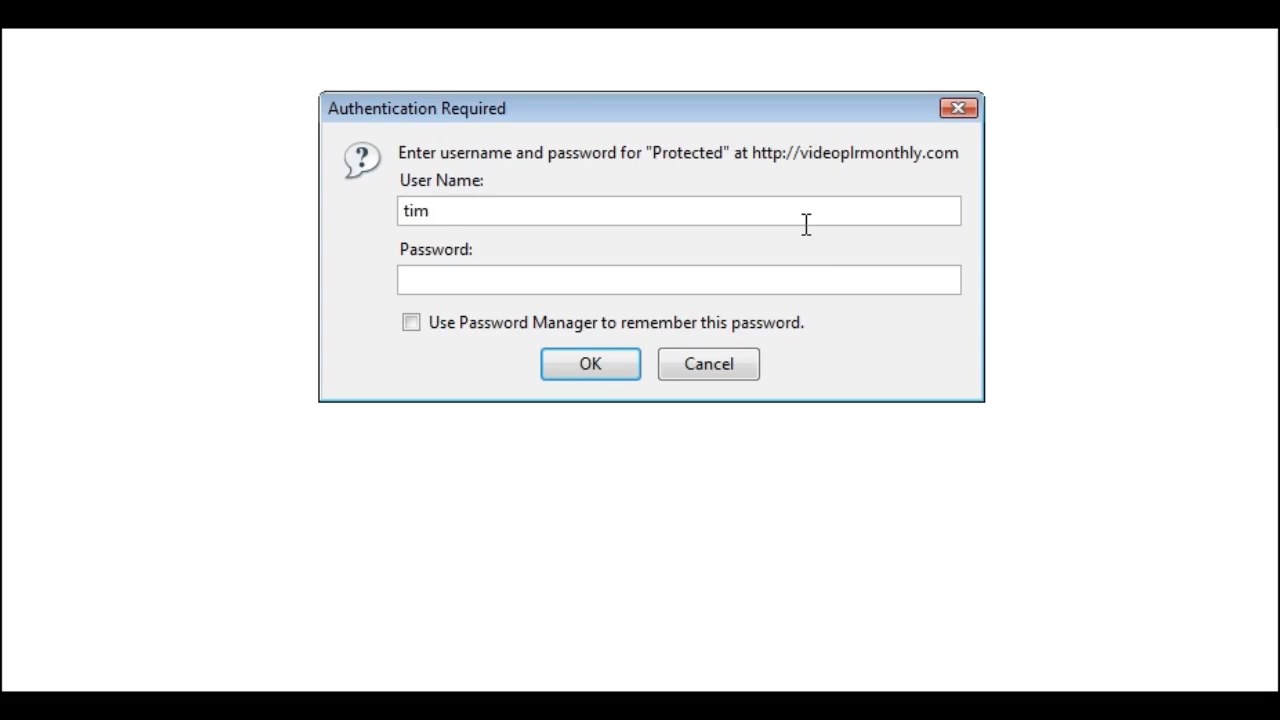 Authentication Required
Enter username and password for "Protected" at http://videoplrmonthly.com
User Name:
tim
Password:
Use Password Manager to remember this password.
OK Cancel